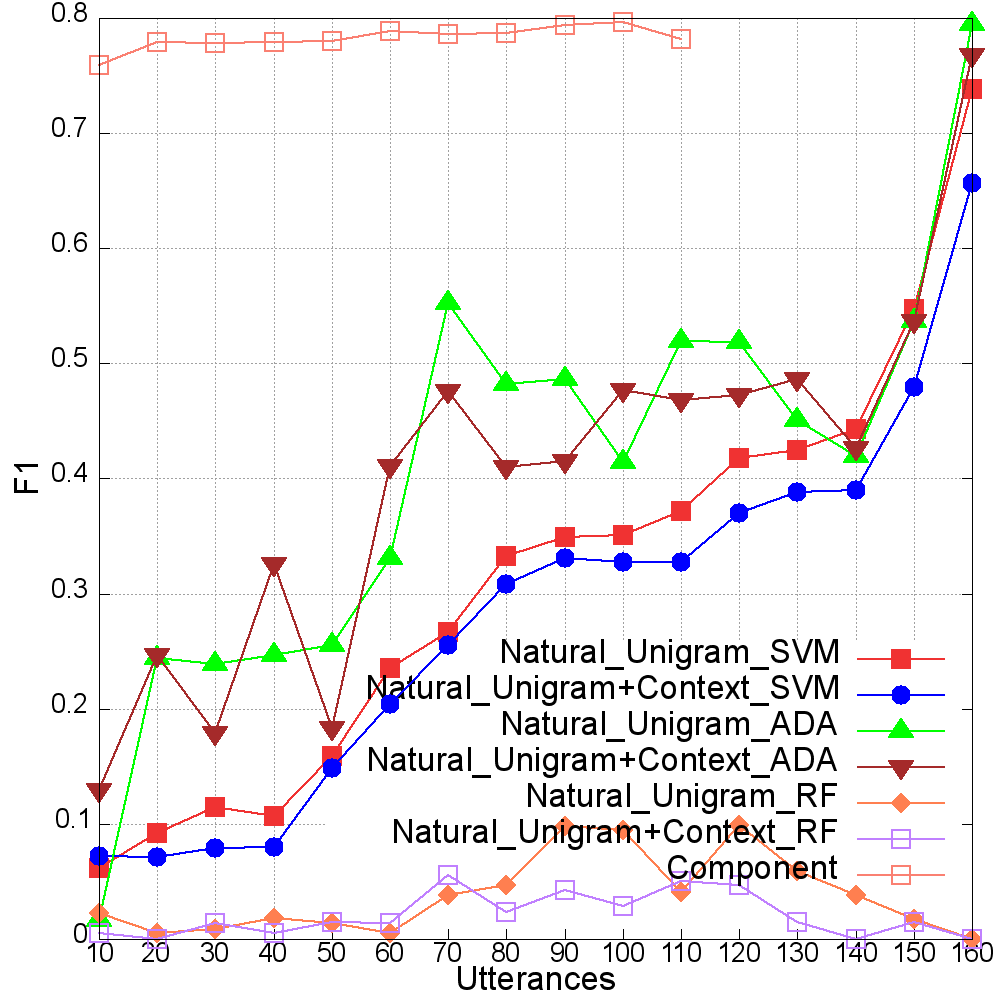 0.8
0.7
0.6
0.5
0.4
0.3
0.2
0.1
0
F1
Natural_Unigram_SVM
Natural_Unigram+Context_SVM
Natural_Unigram_ADA
Natural_Unigram+Context_ADA
Natural_Unigram_RF
Natural_Unigram+Context_RF
Component
10 20 30 40 50 60 70 80 90 100 110 120 130 140 150 160
Utterances